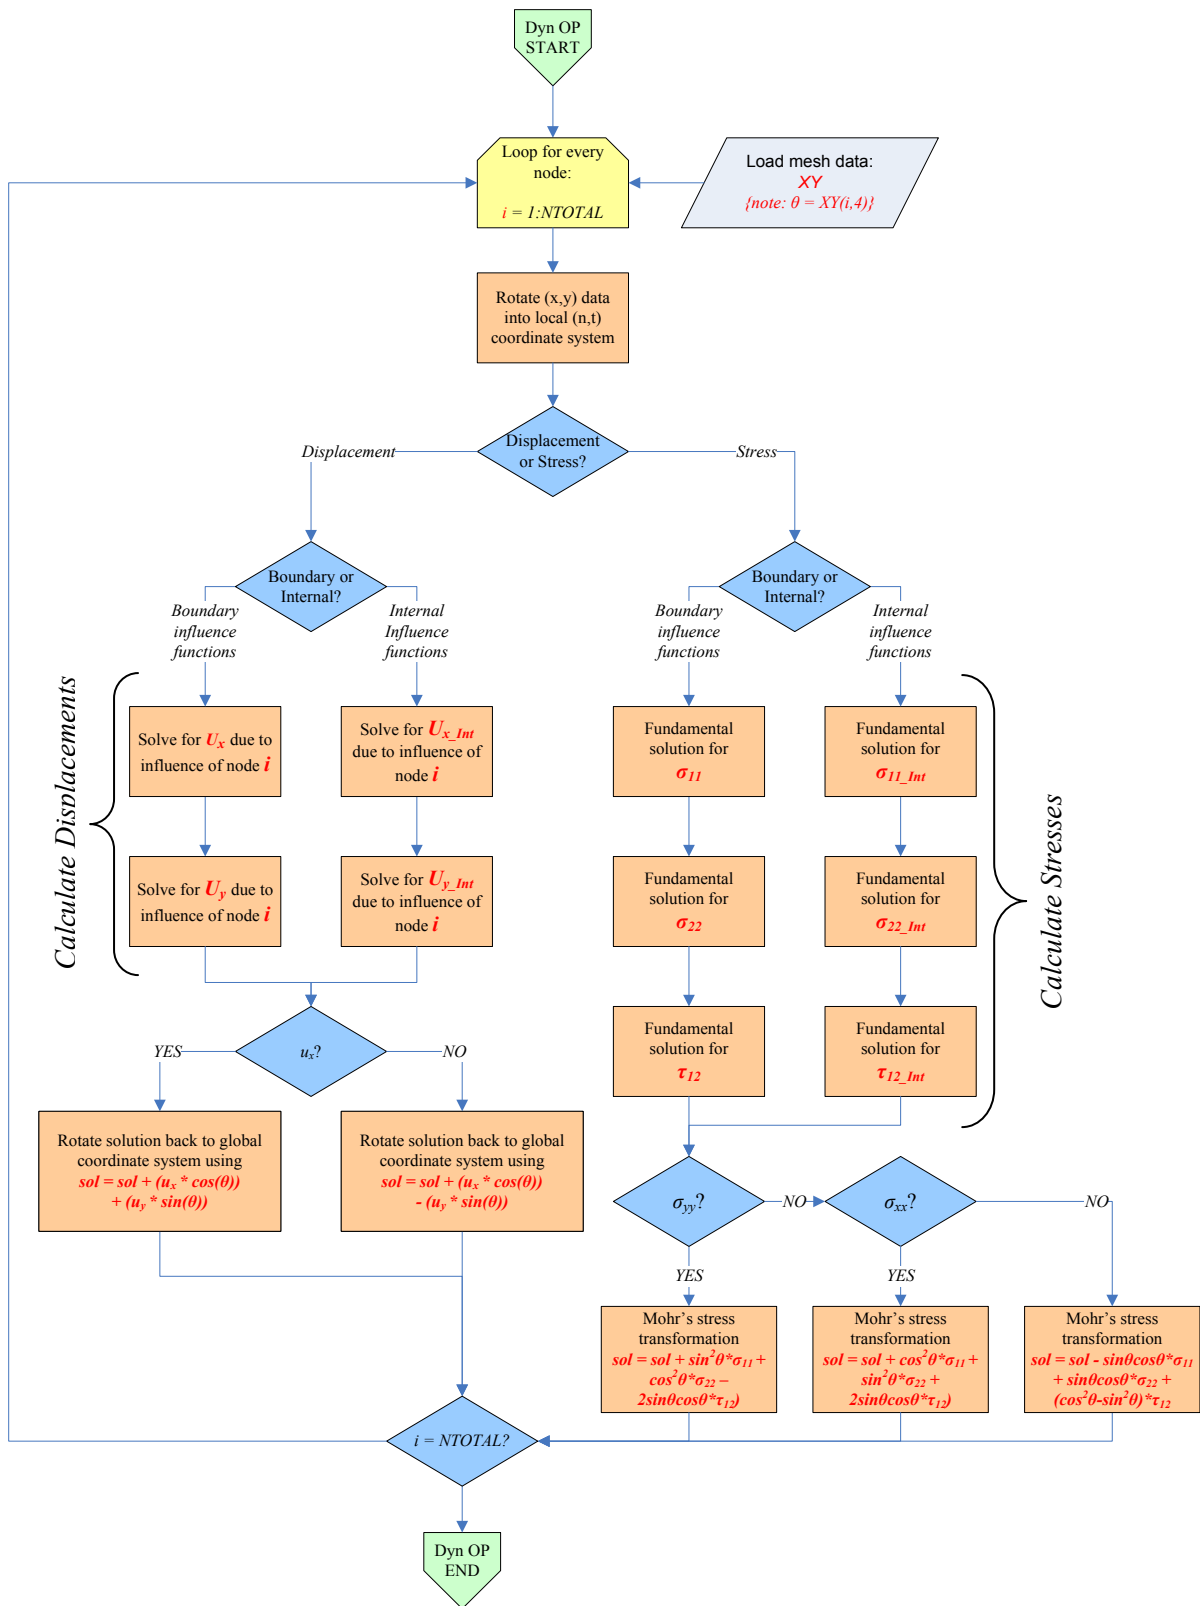 Dyn OP
START
Loop for every
node:
i = 1:NTOTAL
Load mesh data:
XY
{note: θ = XY(i,4)}
Rotate (x,y) data
into local (n,t)
coordinate system
Displacement
or Stress?
Displacement
Stress
Boundary or
Internal?
Boundary
influence
functions
Internal
Influence
functions
Boundary or
Internal?
Boundary
influence
functions
Internal
influence
functions
Calculate Displacements
Solve for Ux due to
influence of node i
Solve for Ux_Int
due to influence of
node i
Solve for Uy due to
influence of node i
Solve for Uy_Int
due to influence of
node i
Fundamental
solution for
σ11
Fundamental
solution for
σ11_Int
Fundamental
solution for
σ22
Fundamental
solution for
σ22_Int
Fundamental
solution for
τ12
Fundamental
solution for
τ12_Int
Calculate Stresses
ux?
YES
NO
Rotate solution back to global
coordinate system using
sol = sol + (ux * cos(θ))
+ (uy * sin(θ))
Rotate solution back to global
coordinate system using
sol = sol + (ux * cos(θ))
- (uy * sin(θ))
σyy?
NO
σxx?
NO
YES
YES
Mohr's stress
transformation
sol = sol + sin²θ*σ11 +
cos²θ*σ22 –
2sinθcosθ*τ12)
Mohr's stress
transformation
sol = sol + cos²θ*σ11 +
sin²θ*σ22 +
2sinθcosθ*τ12)
Mohr's stress
transformation
sol = sol - sinθcosθ*σ11
+ sinθcosθ*σ22 +
(cos²θ-sin²θ)*τ12
i = NTOTAL?
Dyn OP
END